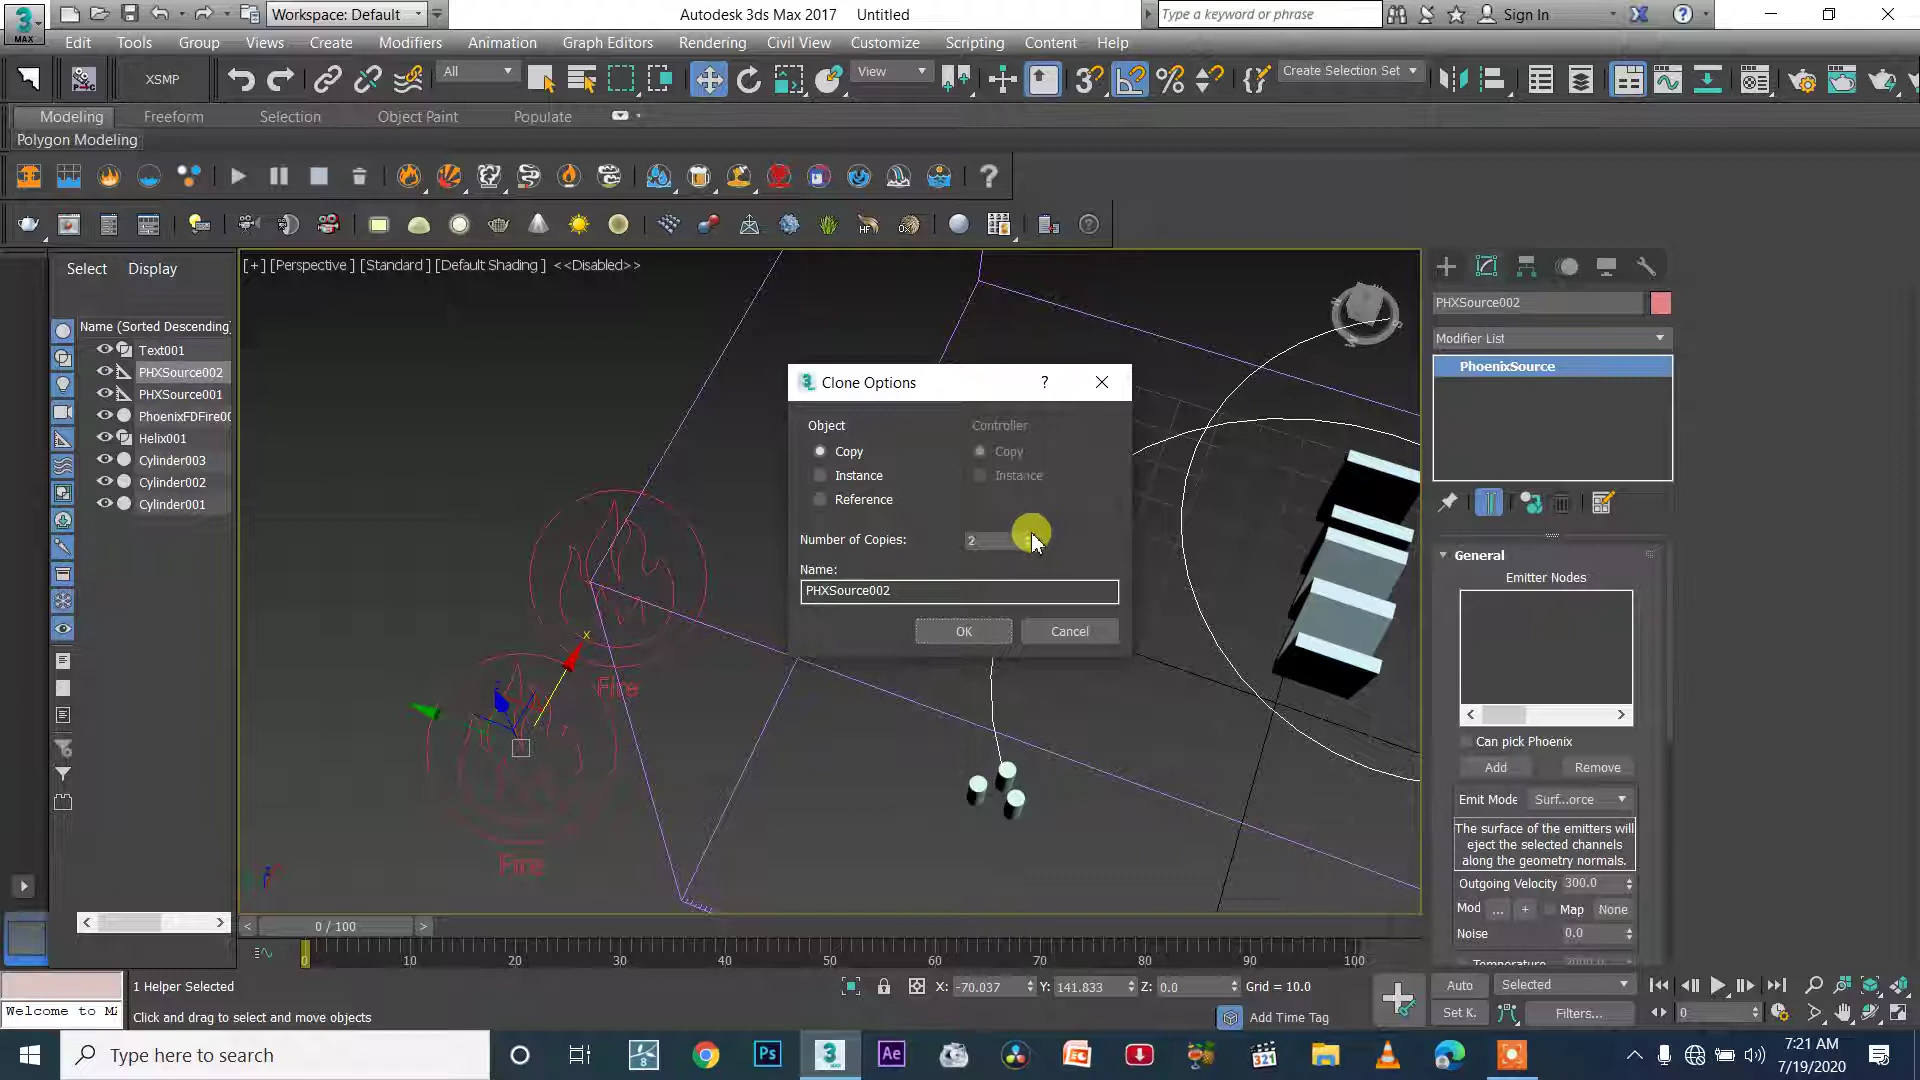 MAX
Workspace: Default
Autodesk 3ds Max 2017 Untitled
Type a keyword or phrase
Sign In
Edit Tools Group Views Create Modifiers Animation Graph Editors Rendering Civil View Customize Scripting Content Help
XSMP
All
View
Create Selection Set
Modeling Freeform Selection Object Paint Populate
Polygon Modeling
Select Display
[+] [Perspective ] [Standard ] [Default Shading ] <<Disabled>>
Name (Sorted Descending)
Text001
PHXSource002
PHXSource001
PhoenixFDFire00
Helix001
Cylinder003
Cylinder002
Cylinder001
Fire
Fire
x
Clone Options
Object
Copy
Instance
Reference
Controller
Copy
Instance
Number of Copies: 2
Name:
PHXSource002
OK Cancel
PHXSource002
Modifier List
PhoenixSource
General
Emitter Nodes
Can pick Phoenix
Add Remove
Emit Mode Surf...orce
The surface of the emitters will
eject the selected channels
along the geometry normals.
Outgoing Velocity 300.0
Mod ... + Map None
Noise 0.0
0 / 100
0 10 20 30 40 50 60 70 80 90 100
1 Helper Selected
X: -70.037 Y: 141.833 Z: 0.0 Grid = 10.0
Auto Selected
Welcome to MA
Click and drag to select and move objects
Add Time Tag
Set K. Filters...
0
Type here to search
7:21 AM
7/19/2020